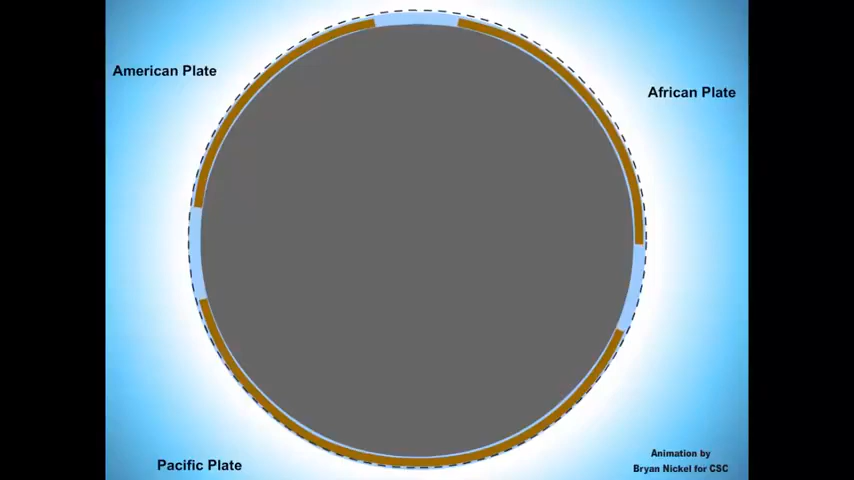 American Plate
African Plate
Pacific Plate
Animation by
Bryan Nickel for CSC